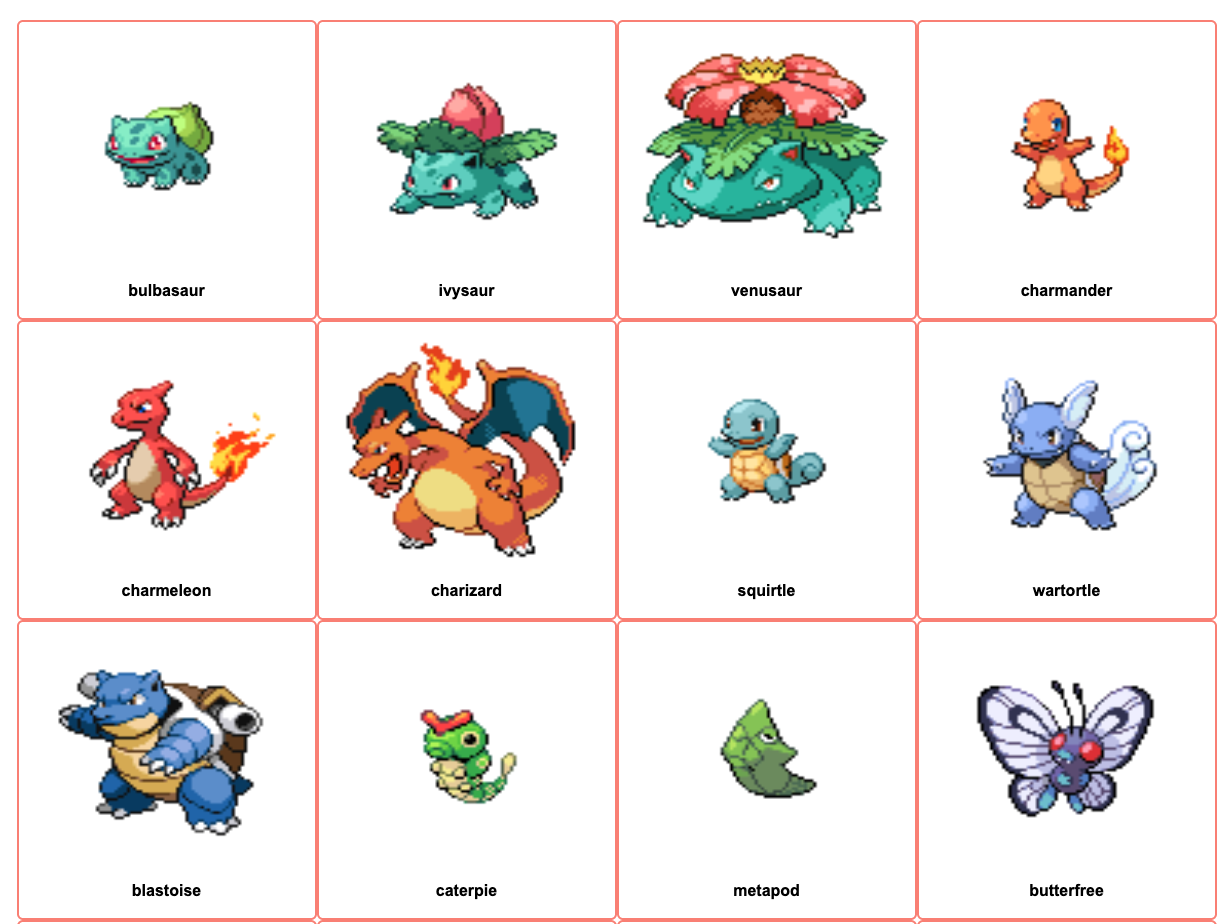 bulbasaur
ivysaur
venusaur
charmander
charmeleon
charizard
squirtle
wartortle
blastoise
caterpie
metapod
butterfree